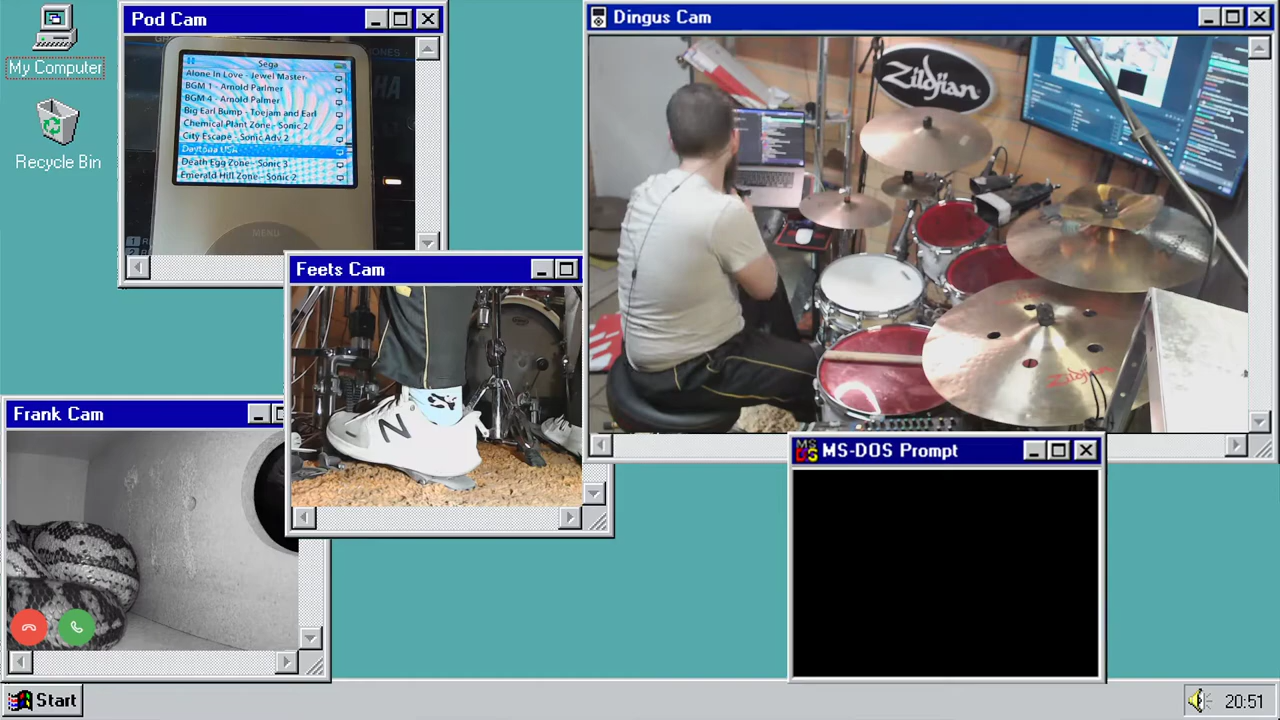 My Computer
Recycle Bin
Pod Cam
Sega
Alone In Love - Jewel Master
BGM 1 - Arnold Parlmer
BGM 4 - Arnold Palmer
Big Earl Bump - Toejam and Earl
Chemical Plant Zone - Sonic 2
City Escape - Sonic Adv 2
Daytona USA
Death Egg Zone - Sonic 3
Emerald Hill Zone - Sonic 2
MENU
Dingus Cam
Zildjian
Zildjian
Feets Cam
N
Frank Cam
MS-DOS Prompt
Start
20:51